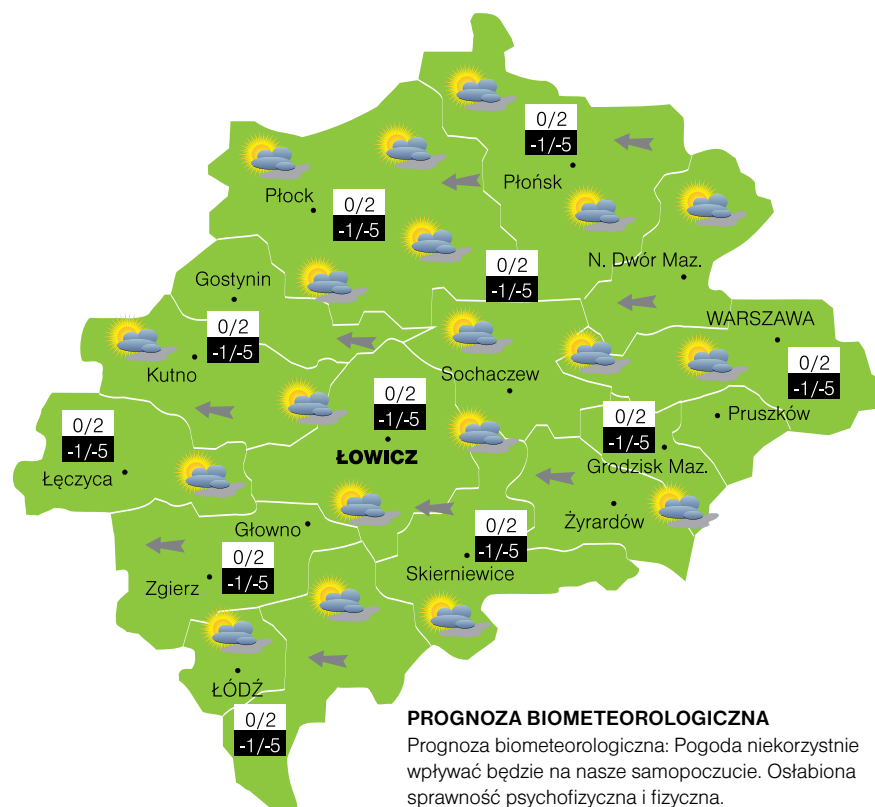 0/2
-1/-5
Płońsk
Płock
0/2
-1/-5
0/2
-1/-5
N. Dwór Maz.
Gostynin
0/2
-1/-5
Kutno
WARSZAWA
0/2
-1/-5
Sochaczew
0/2
-1/-5
ŁOWICZ
0/2
-1/-5
Grodzisk Maz.
Pruszków
0/2
-1/-5
Łęczyca
Żyrardów
Głowno
0/2
-1/-5
Skierniewice
0/2
-1/-5
Zgierz
ŁÓDŹ
0/2
-1/-5
PROGNOZA BIOMETEOROLOGICZNA
Prognoza biometeorologiczna: Pogoda niekorzystnie
wpływać będzie na nasze samopoczucie. Osłabiona
sprawność psychofizyczna i fizyczna.